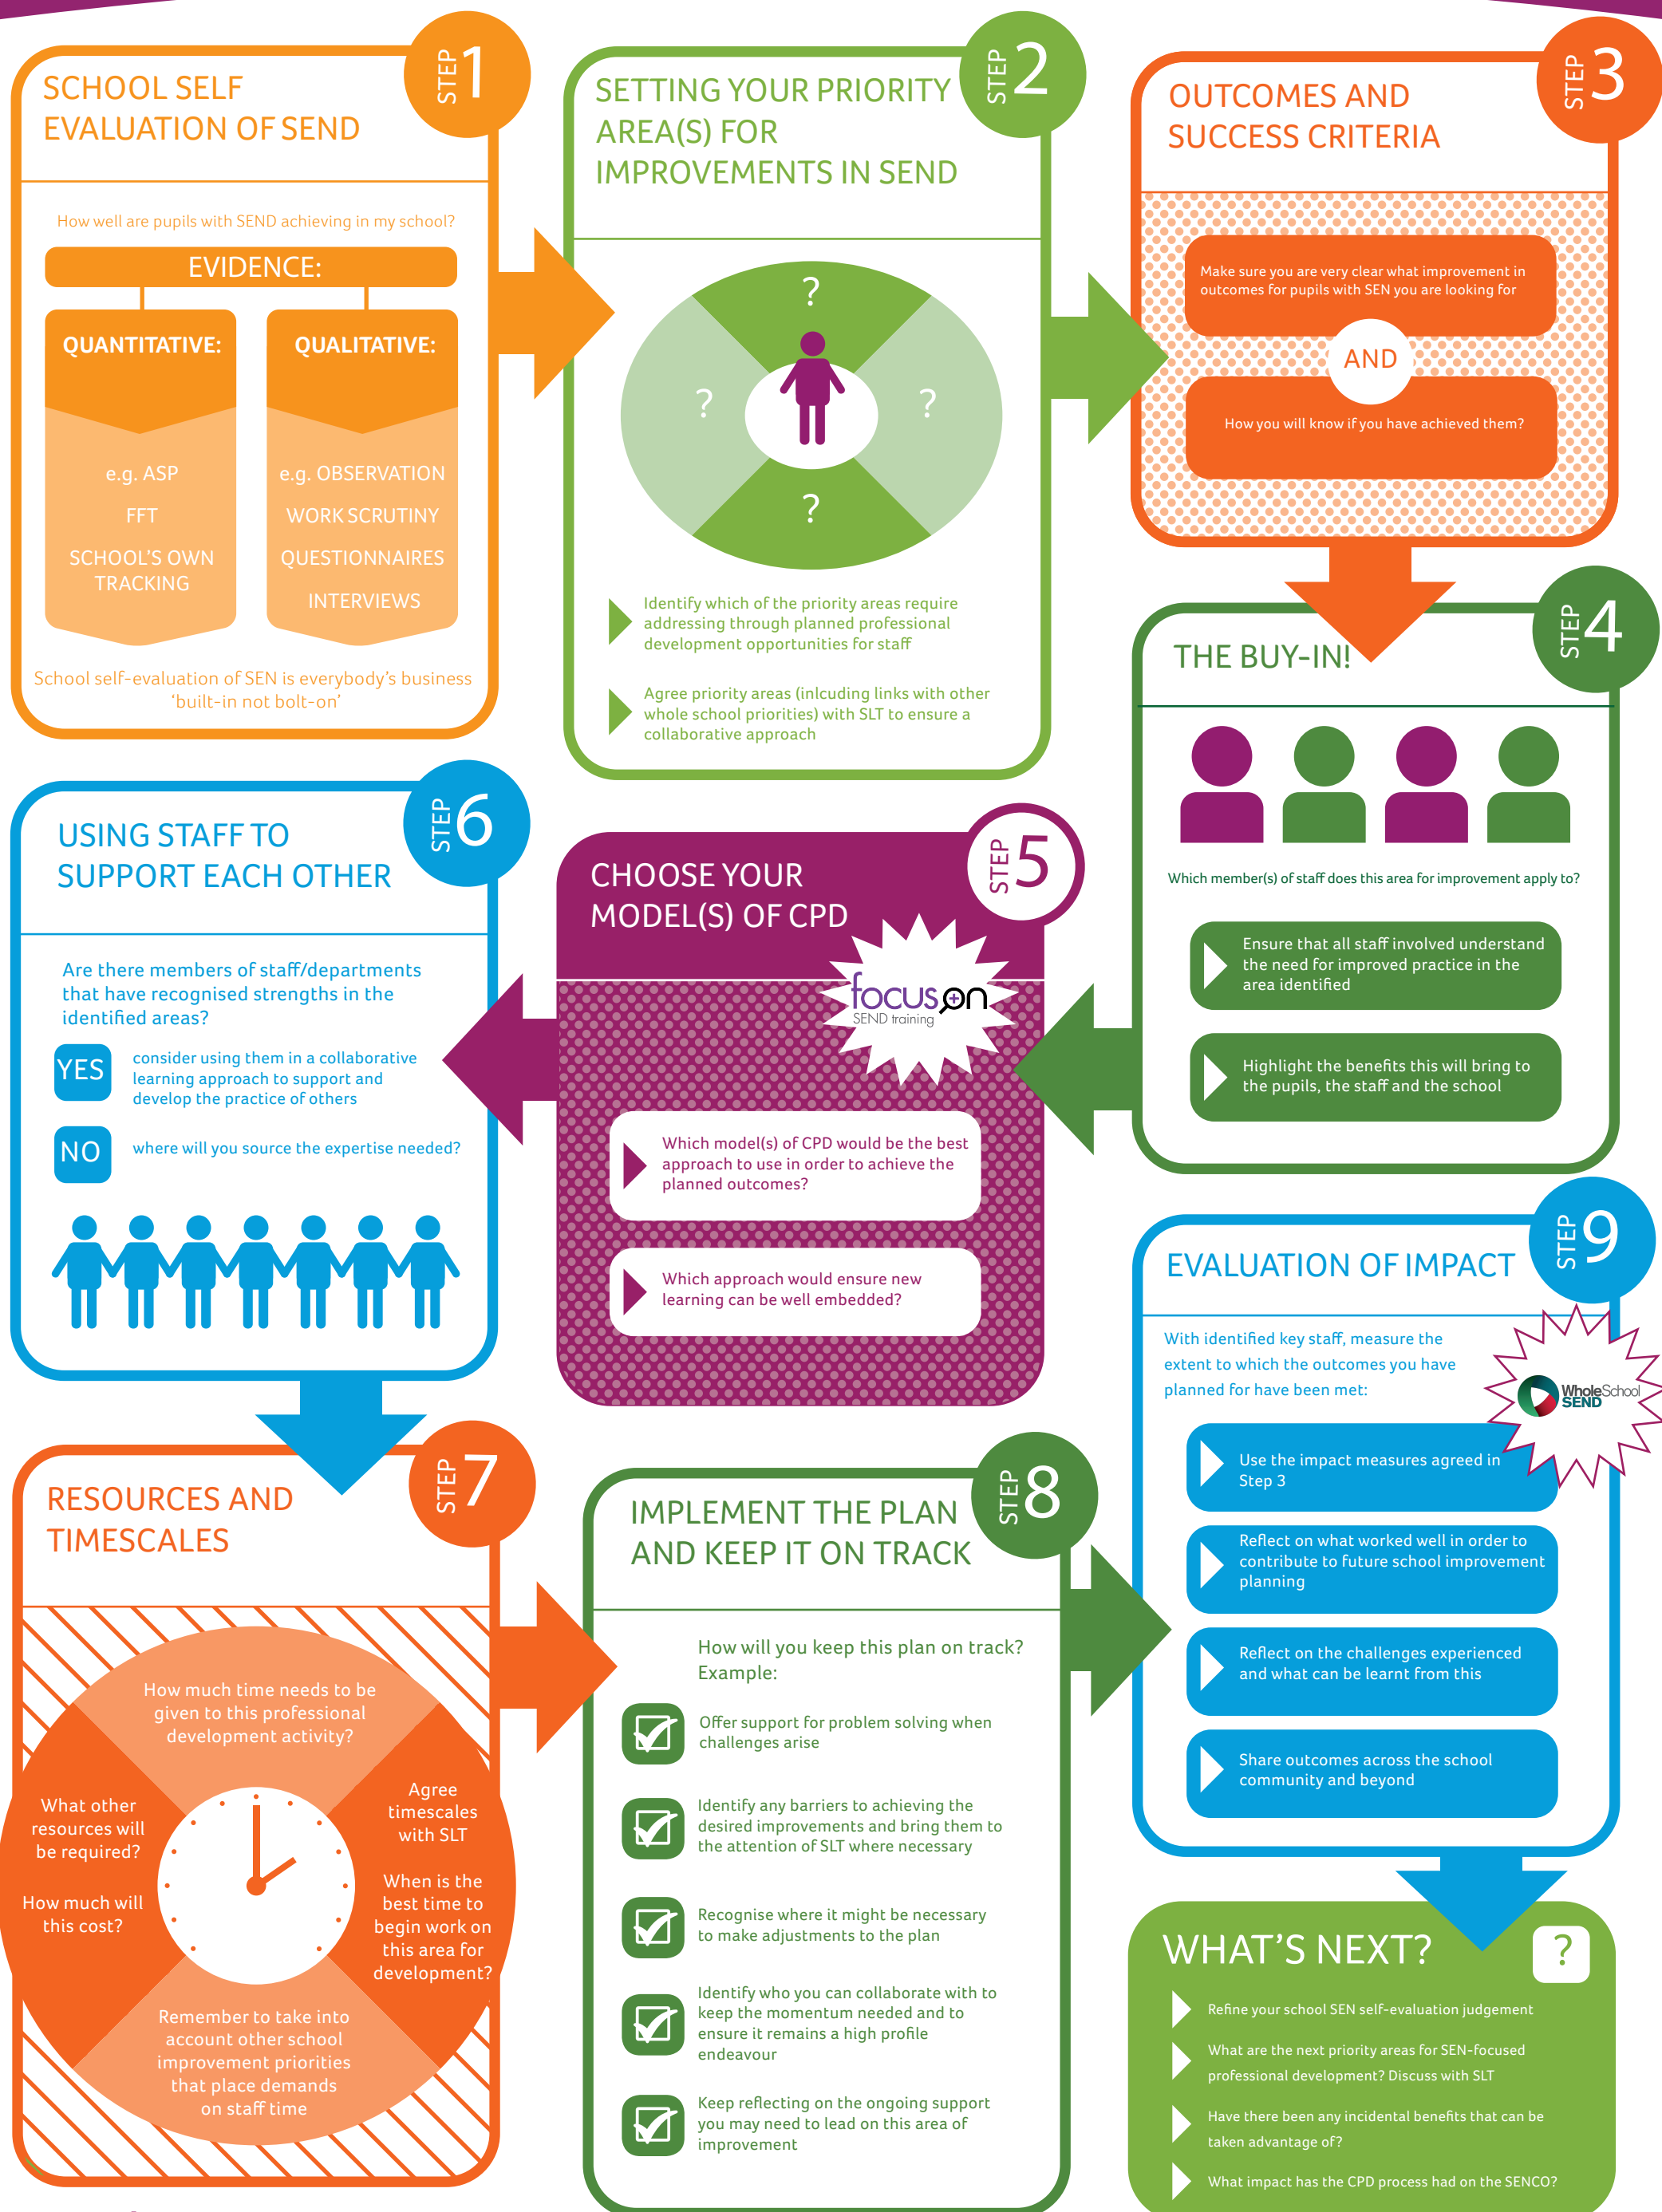 STEP 1
SCHOOL SELF
EVALUATION OF SEND
How well are pupils with SEND achieving in my school?
EVIDENCE:
QUANTITATIVE:
e.g. ASP
FFT
SCHOOL'S OWN
TRACKING
QUALITATIVE:
e.g. OBSERVATION
WORK SCRUTINY
QUESTIONNAIRES
INTERVIEWS
School self-evaluation of SEN is everybody's business
'built-in not bolt-on'
STEP 2
SETTING YOUR PRIORITY
AREA(S) FOR
IMPROVEMENTS IN SEND
?
?
?
?
Identify which of the priority areas require
addressing through planned professional
development opportunities for staff
Agree priority areas (inlcuding links with other
whole school priorities) with SLT to ensure a
collaborative approach
STEP 3
OUTCOMES AND
SUCCESS CRITERIA
Make sure you are very clear what improvement in
outcomes for pupils with SEN you are looking for
AND
How you will know if you have achieved them?
STEP 4
THE BUY-IN!
Which member(s) of staff does this area for improvement apply to?
Ensure that all staff involved understand
the need for improved practice in the
area identified
Highlight the benefits this will bring to
the pupils, the staff and the school
STEP 5
CHOOSE YOUR
MODEL(S) OF CPD
focus on
SEND training
Which model(s) of CPD would be the best
approach to use in order to achieve the
planned outcomes?
Which approach would ensure new
learning can be well embedded?
STEP 6
USING STAFF TO
SUPPORT EACH OTHER
Are there members of staff/departments
that have recognised strengths in the
identified areas?
YES
consider using them in a collaborative
learning approach to support and
develop the practice of others
NO
where will you source the expertise needed?
STEP 7
RESOURCES AND
TIMESCALES
How much time needs to be
given to this professional
development activity?
What other
resources will
be required?
How much will
this cost?
Agree
timescales
with SLT
When is the
best time to
begin work on
this area for
development?
Remember to take into
account other school
improvement priorities
that place demands
on staff time
STEP 8
IMPLEMENT THE PLAN
AND KEEP IT ON TRACK
How will you keep this plan on track?
Example:
Offer support for problem solving when
challenges arise
Identify any barriers to achieving the
desired improvements and bring them to
the attention of SLT where necessary
Recognise where it might be necessary
to make adjustments to the plan
Identify who you can collaborate with to
keep the momentum needed and to
ensure it remains a high profile
endeavour
Keep reflecting on the ongoing support
you may need to lead on this area of
improvement
STEP 9
EVALUATION OF IMPACT
With identified key staff, measure the
extent to which the outcomes you have
planned for have been met:
WholeSchool
SEND
Use the impact measures agreed in
Step 3
Reflect on what worked well in order to
contribute to future school improvement
planning
Reflect on the challenges experienced
and what can be learnt from this
Share outcomes across the school
community and beyond
WHAT'S NEXT?
?
Refine your school SEN self-evaluation judgement
What are the next priority areas for SEN-focused
professional development? Discuss with SLT
Have there been any incidental benefits that can be
taken advantage of?
What impact has the CPD process had on the SENCO?